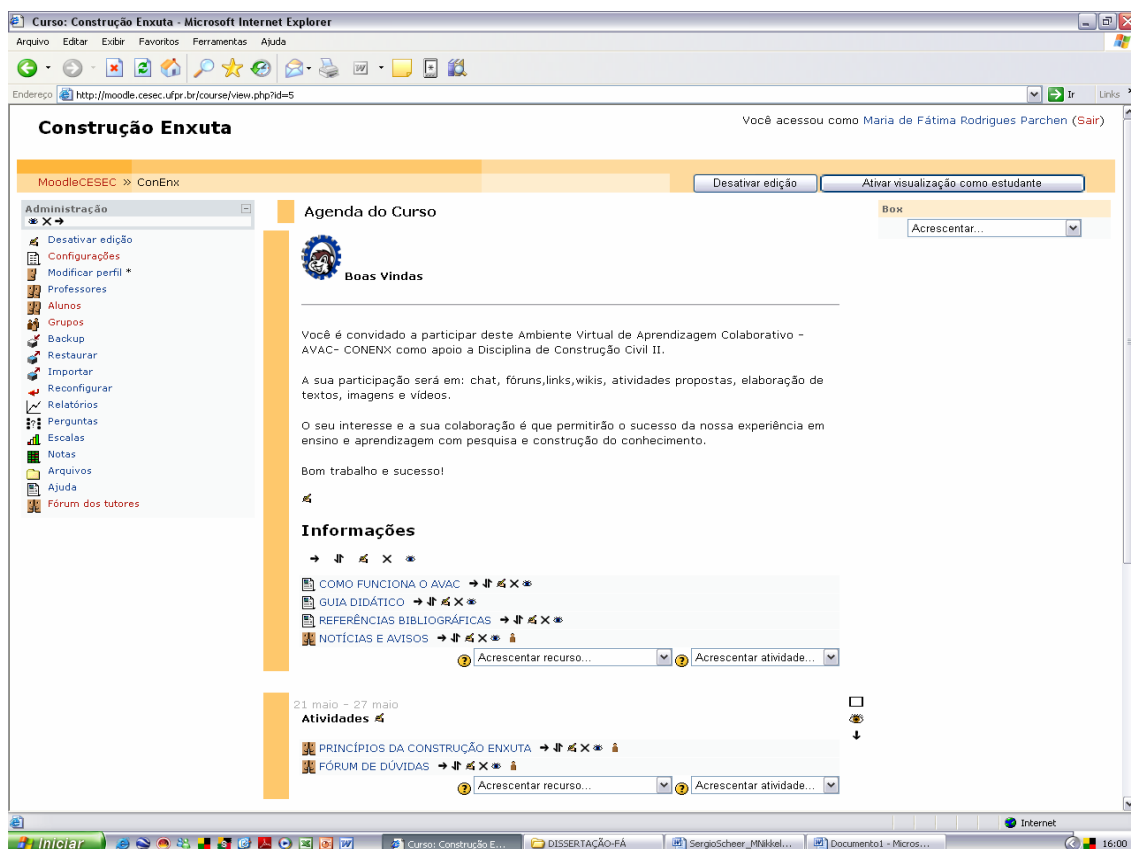 Curso: Construção Enxuta - Microsoft Internet Explorer
Arquivo Editar Exibir Favoritos Ferramentas Ajuda
Endereço http://moodle.cesec.ufpr.br/course/view.php?id=5 Ir Links
Construção Enxuta
Você acessou como Maria de Fátima Rodrigues Parchen (Sair)
MoodleCESEC » ConEnx
Desativar edição
Ativar visualização como estudante
Administração
Desativar edição
Configurações
Modificar perfil *
Professores
Alunos
Grupos
Backup
Restaurar
Importar
Reconfigurar
Relatórios
Perguntas
Escalas
Notas
Arquivos
Ajuda
Fórum dos tutores
Agenda do Curso
Boas Vindas
Você é convidado a participar deste Ambiente Virtual de Aprendizagem Colaborativo -
AVAC- CONENX como apoio a Disciplina de Construção Civil II.
A sua participação será em: chat, fóruns,links,wikis, atividades propostas, elaboração de
textos, imagens e vídeos.
O seu interesse e a sua colaboração é que permitirão o sucesso da nossa experiência em
ensino e aprendizagem com pesquisa e construção do conhecimento.
Bom trabalho e sucesso!
Informações
COMO FUNCIONA O AVAC
GUIA DIDÁTICO
REFERÊNCIAS BIBLIOGRÁFICAS
NOTÍCIAS E AVISOS
Acrescentar recurso... Acrescentar atividade...
21 maio - 27 maio
Atividades
PRINCÍPIOS DA CONSTRUÇÃO ENXUTA
FÓRUM DE DÚVIDAS
Acrescentar recurso... Acrescentar atividade...
Box
Acrescentar...
Internet
Iniciar Curso: Construção E... DISSERTAÇÃO-FÁ SergioScheer_MNikkel... Documento1 - Micros... 16:00